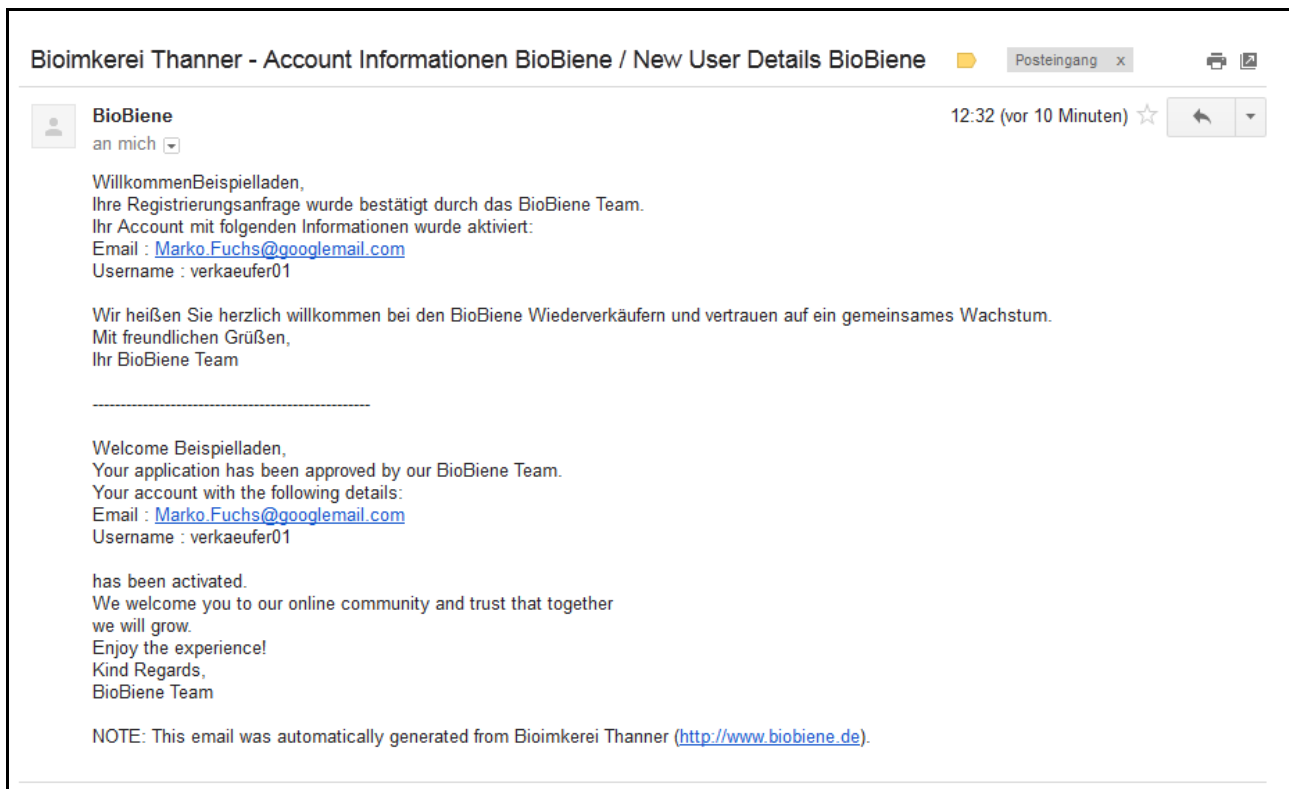 Bioimkerei Thanner - Account Informationen BioBiene / New User Details BioBiene
Posteingang x
BioBiene
12:32 (vor 10 Minuten)
an mich
WillkommenBeispielladen,
Ihre Registrierungsanfrage wurde bestätigt durch das BioBiene Team.
Ihr Account mit folgenden Informationen wurde aktiviert:
Email : Marko.Fuchs@googlemail.com
Username : verkaeufer01
Wir heißen Sie herzlich willkommen bei den BioBiene Wiederverkäufern und vertrauen auf ein gemeinsames Wachstum.
Mit freundlichen Grüßen,
Ihr BioBiene Team
--------------------------------------------------
Welcome Beispielladen,
Your application has been approved by our BioBiene Team.
Your account with the following details:
Email : Marko.Fuchs@googlemail.com
Username : verkaeufer01
has been activated.
We welcome you to our online community and trust that together
we will grow.
Enjoy the experience!
Kind Regards,
BioBiene Team
NOTE: This email was automatically generated from Bioimkerei Thanner (http://www.biobiene.de).